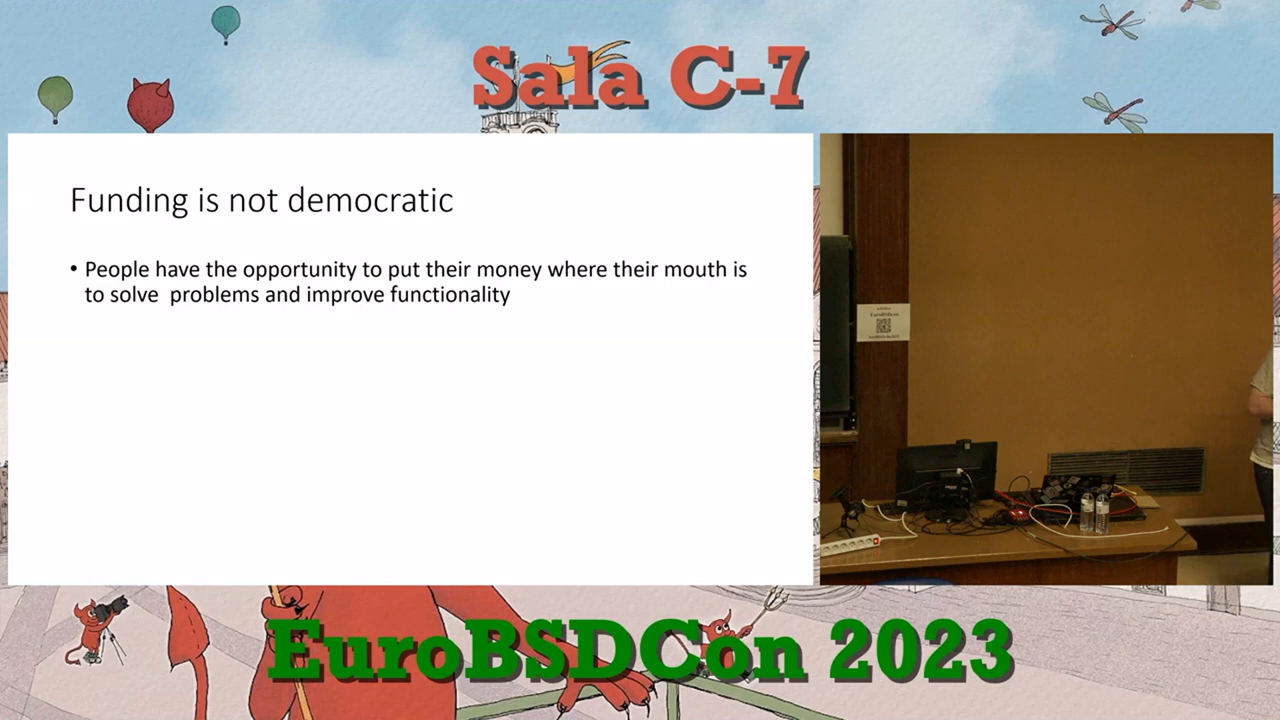 Sala C-7
Funding is not democratic
• People have the opportunity to put their money where their mouth is
to solve  problems and improve functionality
EuroBSDCon
EuroBSDCon 2023